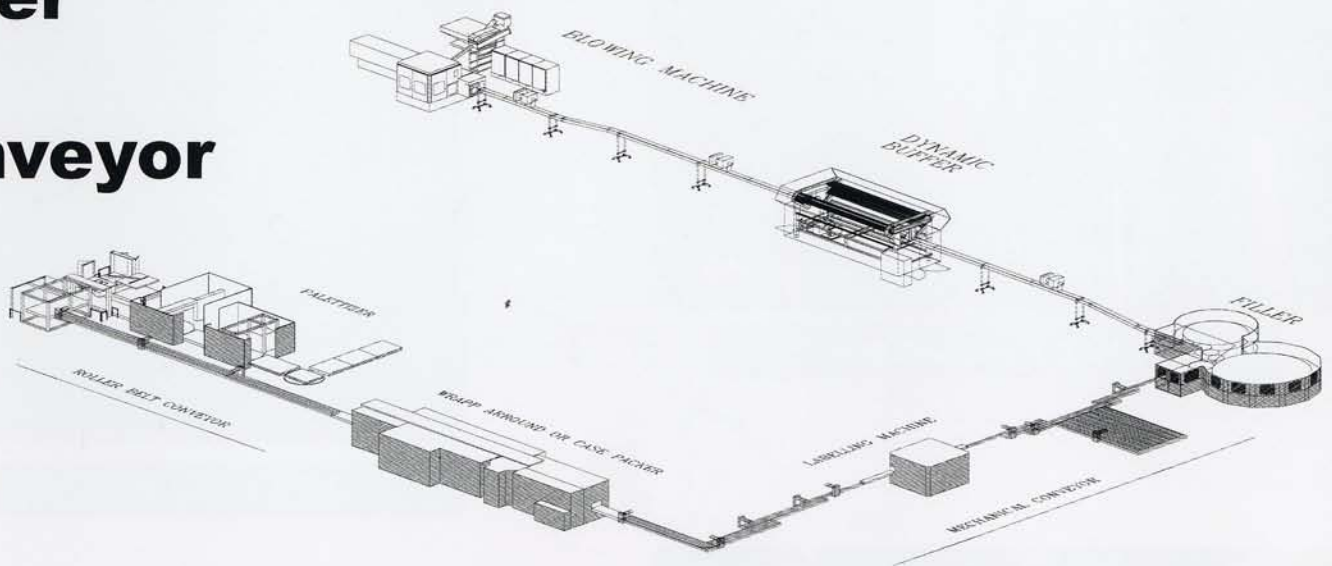 er
nveyor
BLOWING MACHINE
DYNAMIC
BUFFER
FILLER
PALETTIZER
ROLLER BELT CONVEYOR
WRAPP ARROUND OR CASE PACKER
LABELLING MACHINE
MECHANICAL CONVEYOR